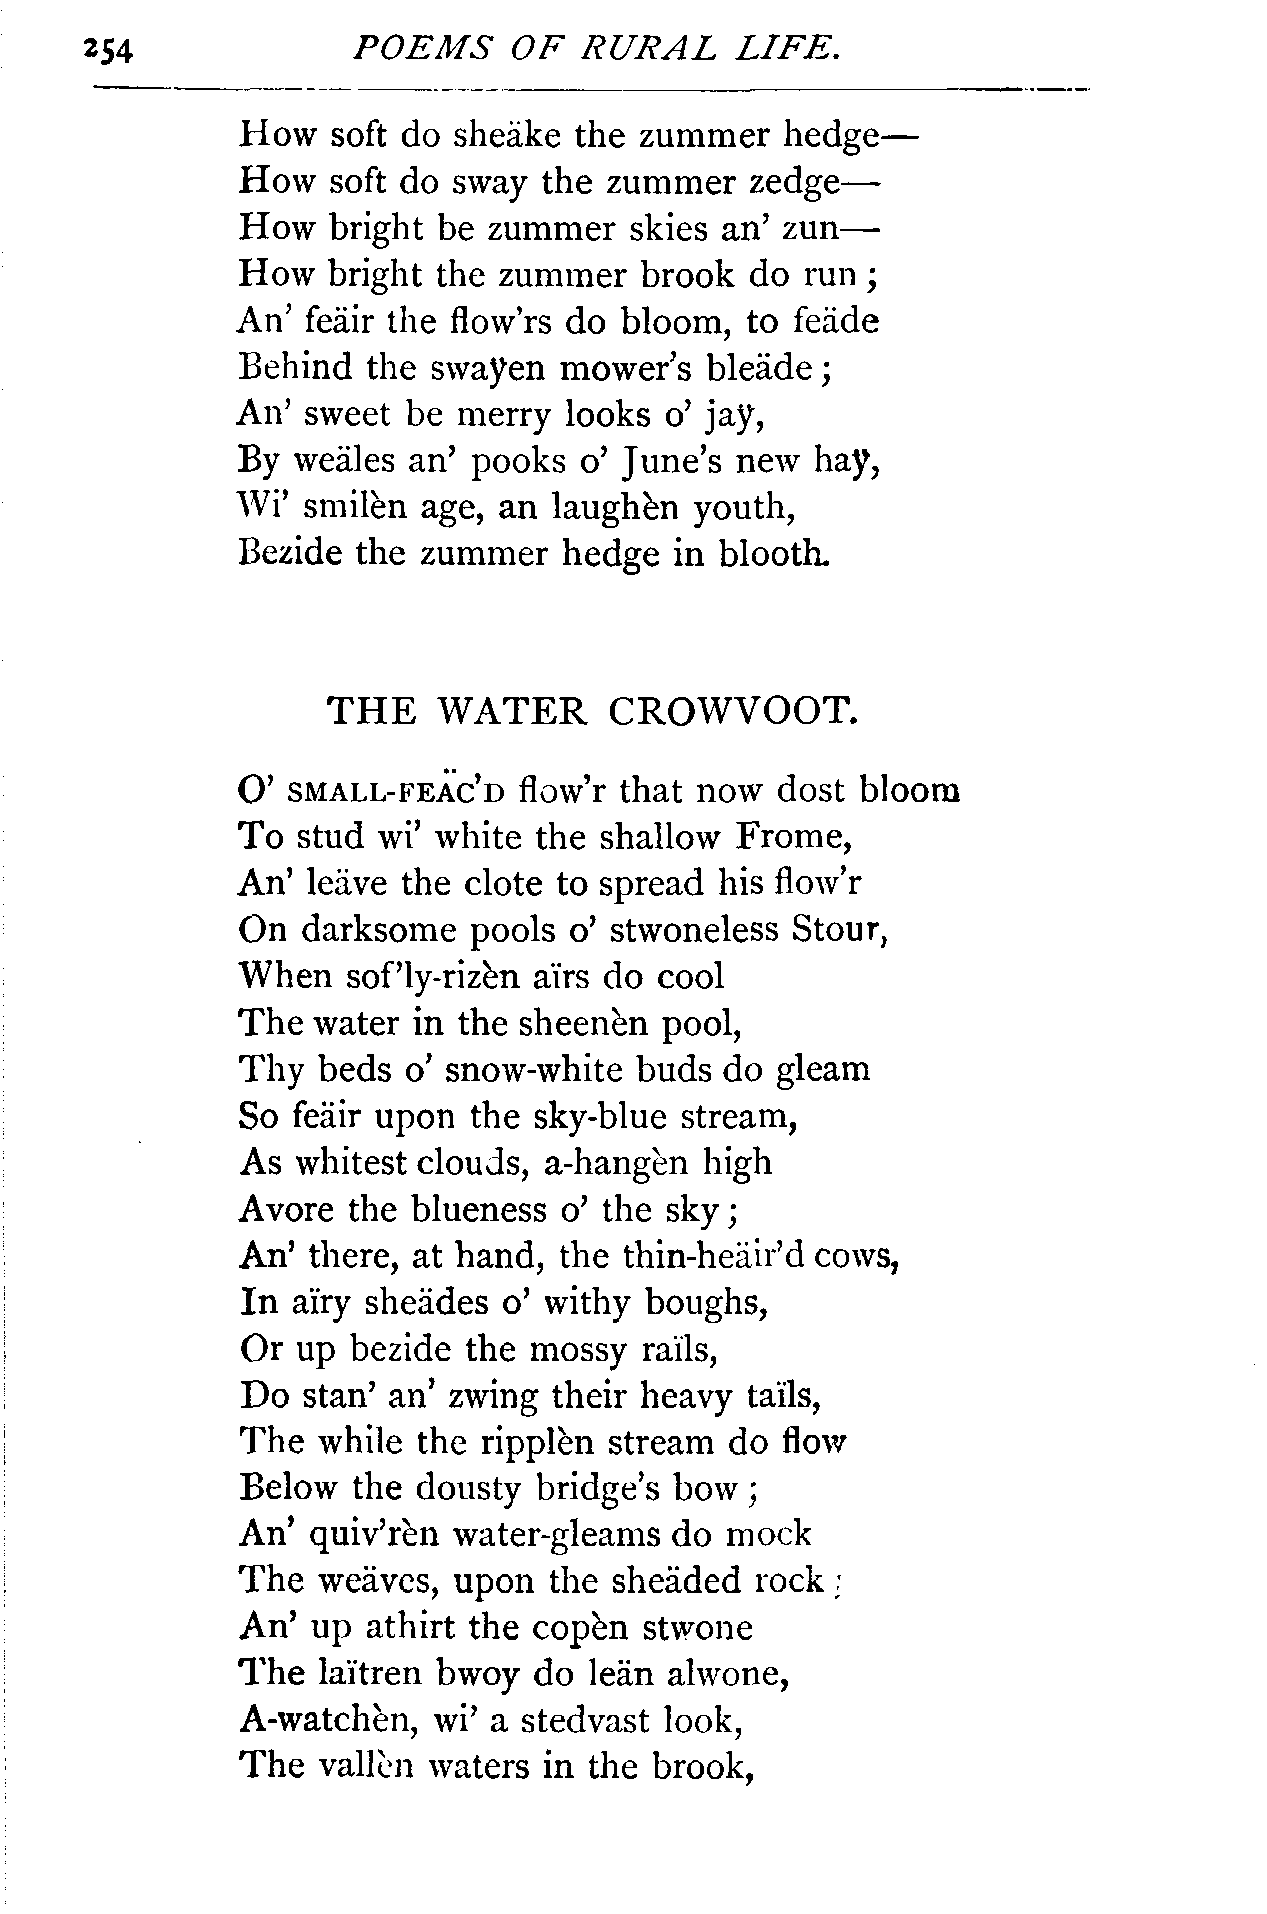 254 POEMS OF RURAL LIFE.
How soft do sheäke the zummer hedge—
How soft do sway the zummer zedge—
How bright be zummer skies an' zun—
How bright the zummer brook do run;
An' feäir the flow'rs do bloom, to feäde
Behind the swaÿen mower's bleäde;
An' sweet be merry looks o' jaÿ,
By weäles an' pooks o' June's new haÿ,
Wi' smilèn age, an laughèn youth,
Bezide the zummer hedge in blooth.
THE WATER CROWVOOT.
O' SMALL-FEÄC'D flow'r that now dost bloom
To stud wi' white the shallow Frome,
An' leäve the clote to spread his flow'r
On darksome pools o' stwoneless Stour,
When sof'ly-rizèn aïrs do cool
The water in the sheenèn pool,
Thy beds o' snow-white buds do gleam
So feäir upon the sky-blue stream,
As whitest clouds, a-hangèn high
Avore the blueness o' the sky;
An' there, at hand, the thin-heäir'd cows,
In aïry sheädes o' withy boughs,
Or up bezide the mossy raïls,
Do stan' an' zwing their heavy taïls,
The while the ripplèn stream do flow
Below the dousty bridge's bow;
An' quiv'rèn water-gleams do mock
The weäves, upon the sheäded rock;
An' up athirt the copèn stwone
The laïtren bwoy do leän alwone,
A-watchèn, wi' a stedvast look,
The vallèn waters in the brook,